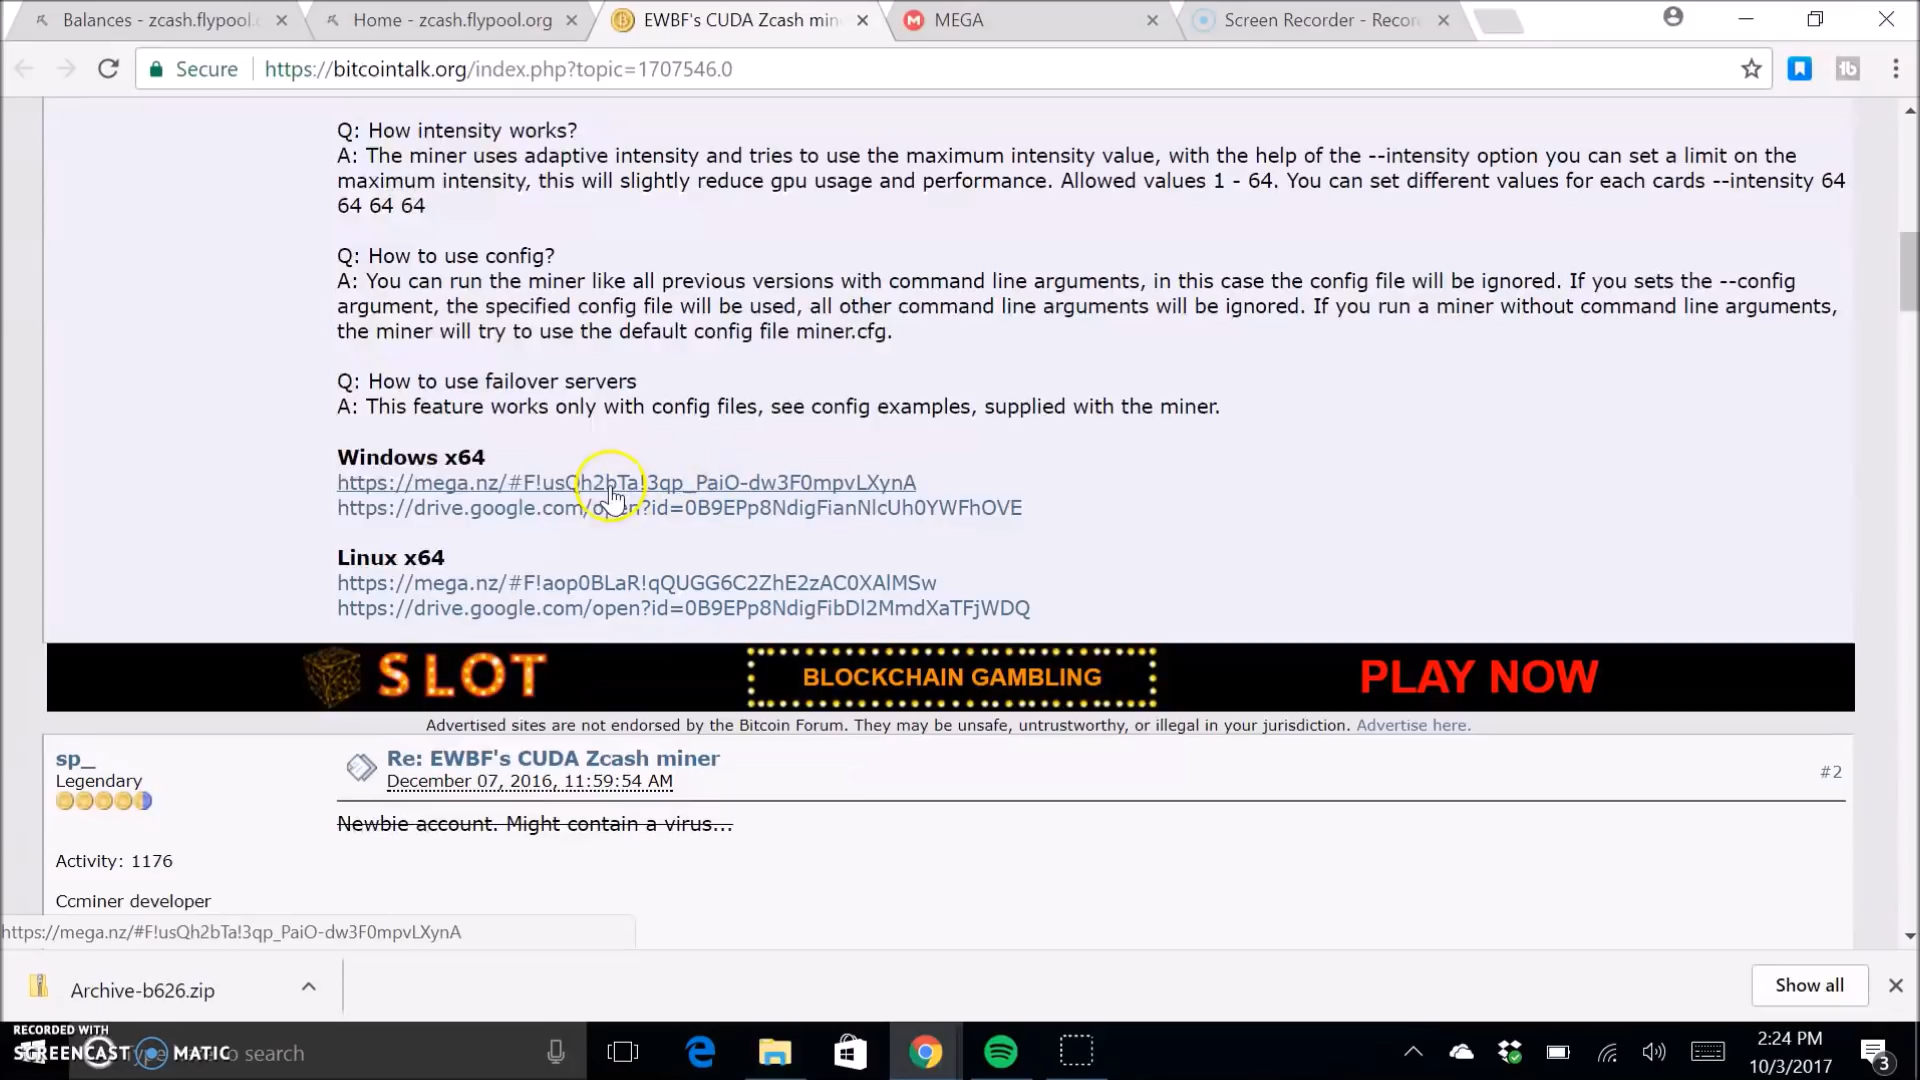 Balances - zcash.flypool.c
Home - zcash.flypool.org
EWBF's CUDA Zcash min
MEGA
Screen Recorder - Recor
Secure
https://bitcointalk.org/index.php?topic=1707546.0
Q: How intensity works?
A: The miner uses adaptive intensity and tries to use the maximum intensity value, with the help of the --intensity option you can set a limit on the
maximum intensity, this will slightly reduce gpu usage and performance. Allowed values 1 - 64. You can set different values for each cards --intensity 64
64 64 64
Q: How to use config?
A: You can run the miner like all previous versions with command line arguments, in this case the config file will be ignored. If you sets the --config
argument, the specified config file will be used, all other command line arguments will be ignored. If you run a miner without command line arguments,
the miner will try to use the default config file miner.cfg.
Q: How to use failover servers
A: This feature works only with config files, see config examples, supplied with the miner.
Windows x64
https://mega.nz/#F!usQh2bTa!3qp_PaiO-dw3F0mpvLXynA
https://drive.google.com/open?id=0B9EPp8NdigFianNlcUh0YWFhOVE
Linux x64
https://mega.nz/#F!aop0BLaR!qQUGG6C2ZhE2zAC0XAlMSw
https://drive.google.com/open?id=0B9EPp8NdigFibDl2MmdXaTFjWDQ
SLOT
BLOCKCHAIN GAMBLING
PLAY NOW
Advertised sites are not endorsed by the Bitcoin Forum. They may be unsafe, untrustworthy, or illegal in your jurisdiction. Advertise here.
sp_
Legendary
Re: EWBF's CUDA Zcash miner
December 07, 2016, 11:59:54 AM
#2
Newbie account. Might contain a virus...
Activity: 1176
Ccminer developer
https://mega.nz/#F!usQh2bTa!3qp_PaiO-dw3F0mpvLXynA
Archive-b626.zip
Show all
RECORDED WITH
SCREENCAST MATIC
to search
2:24 PM
10/3/2017
3